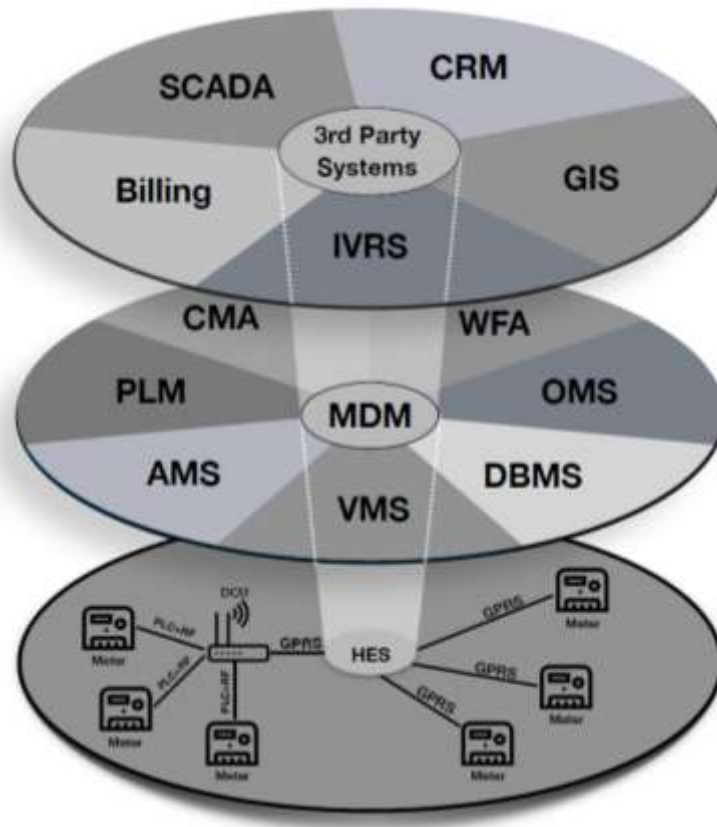 SCADA
CRM
3rd Party
Systems
Billing
GIS
IVRS
CMA
WFA
PLM
MDM
OMS
AMS
DBMS
VMS
DCU
GPRS
PLC+RF
Meter
GPRS
HES
Meter
PLC+RF
PLC+RF
GPRS
Meter
Meter
GPRS
Meter
Meter